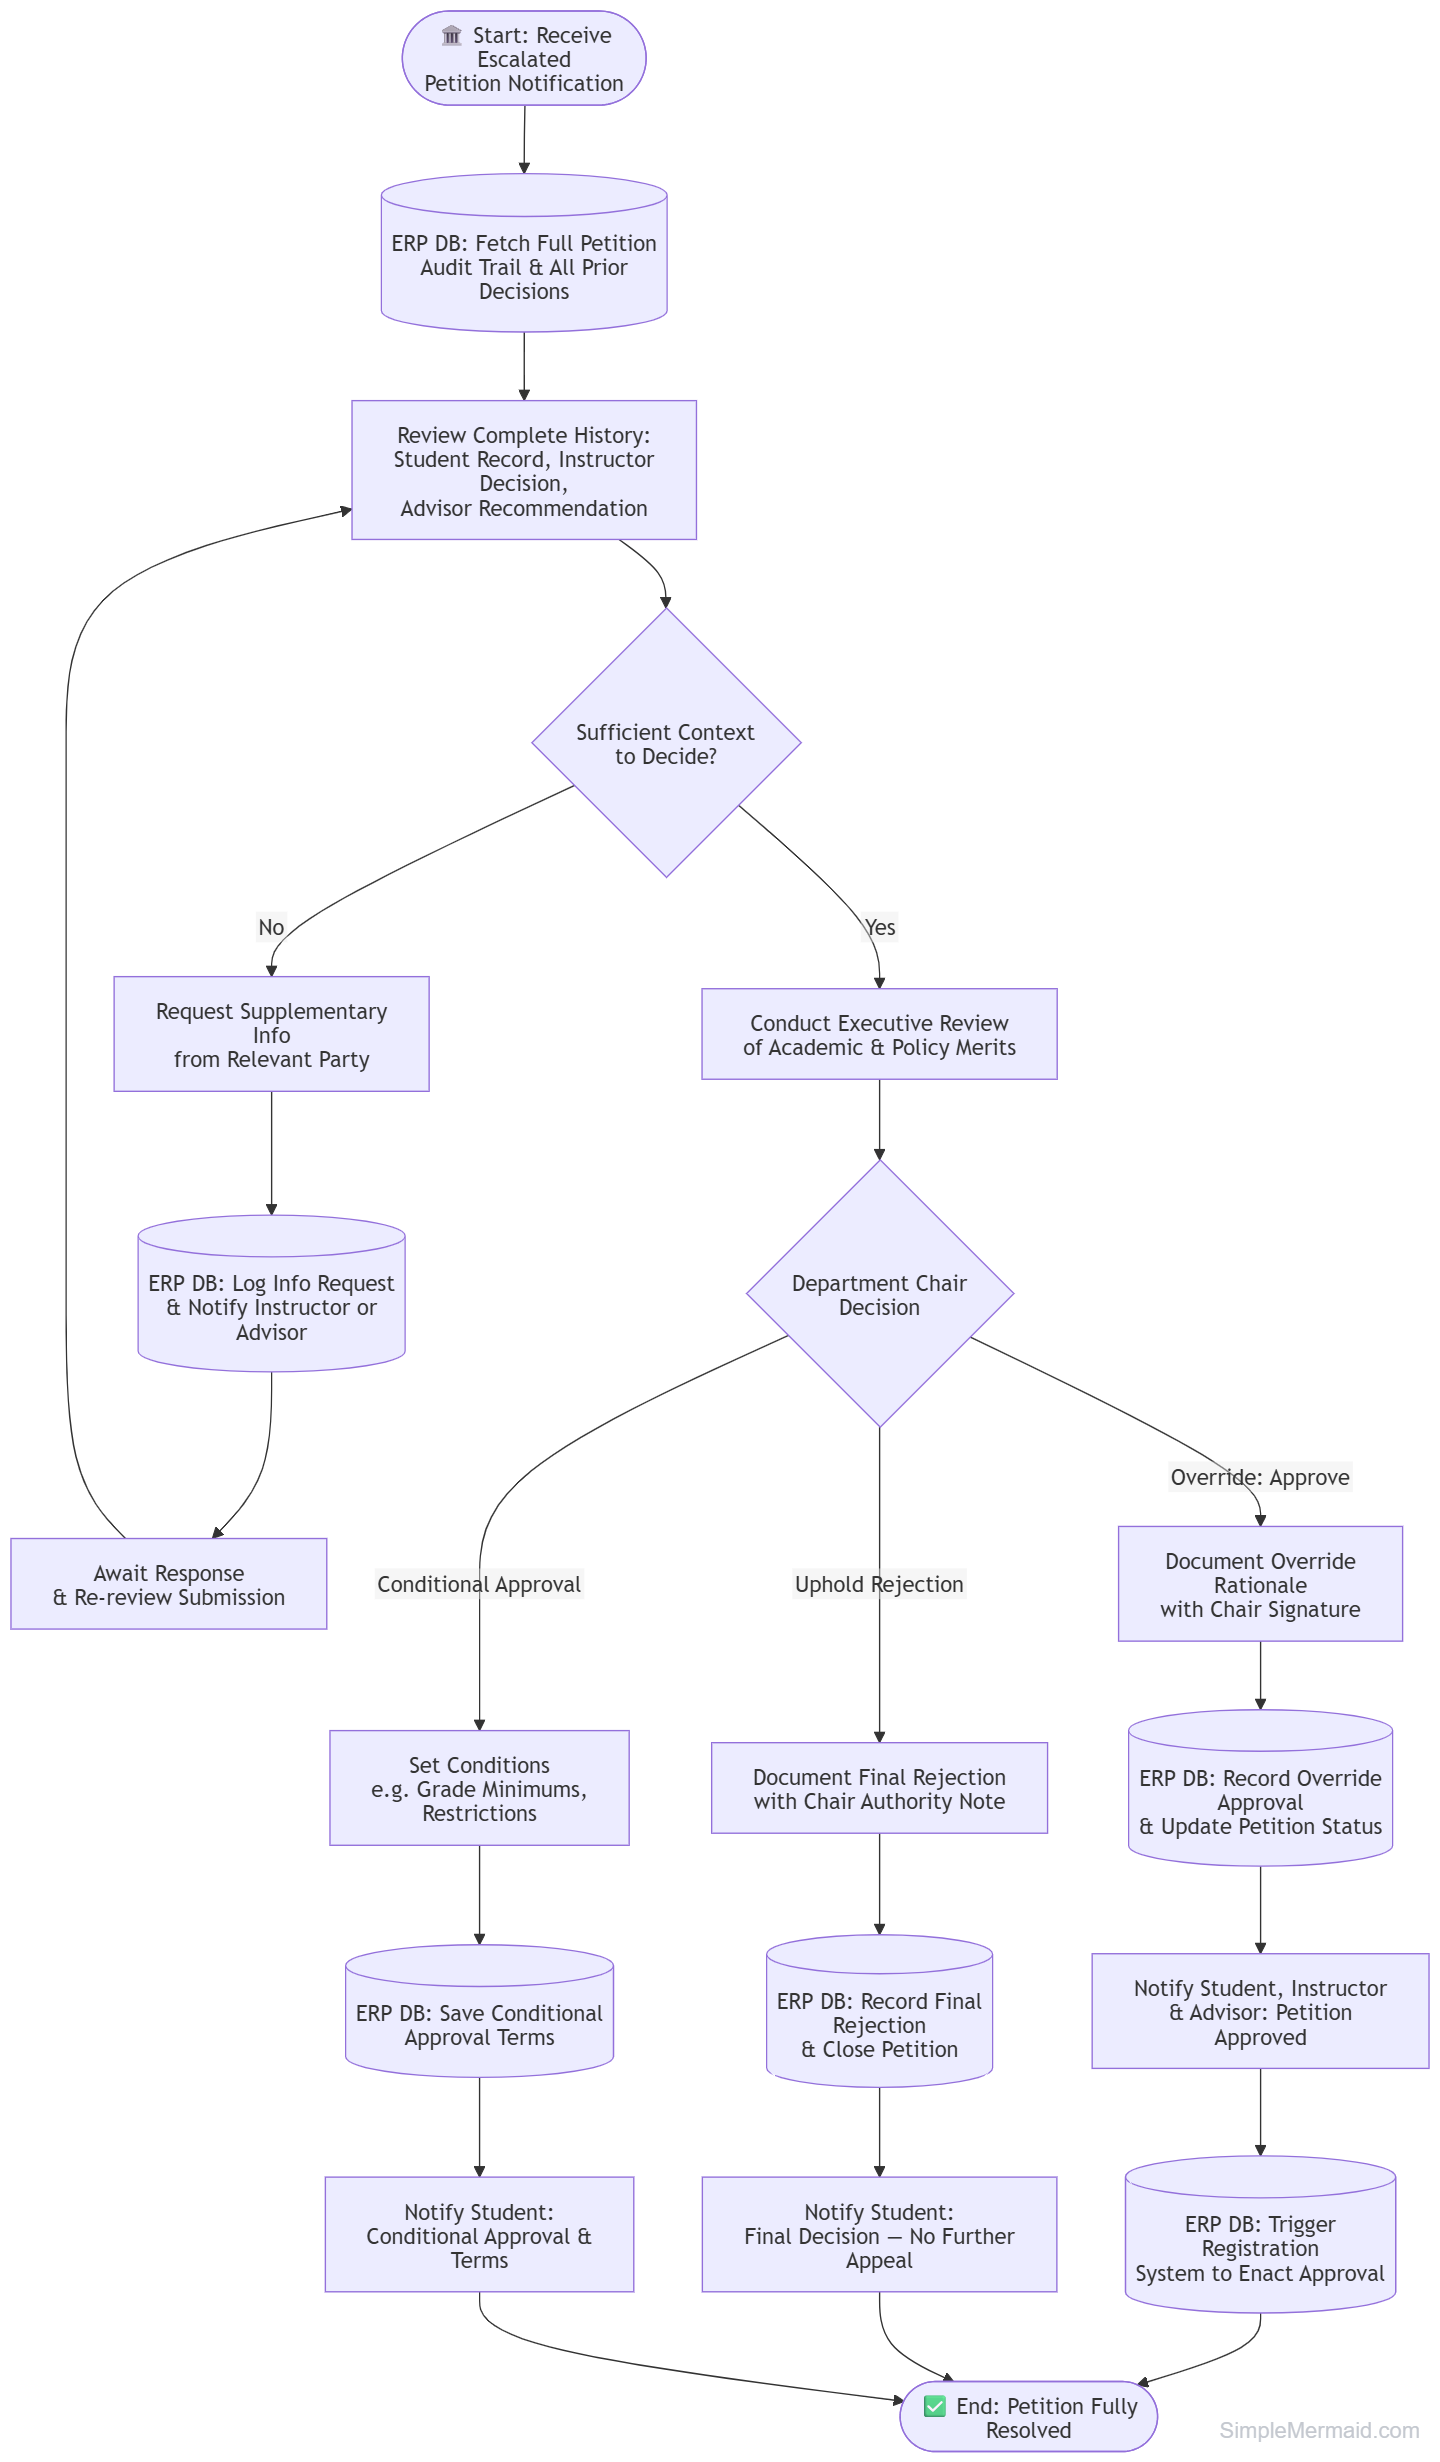 🏛️ Start: Receive
Escalated
Petition Notification
ERP DB: Fetch Full Petition
Audit Trail & All Prior
Decisions
Review Complete History:
Student Record, Instructor
Decision,
Advisor Recommendation
Sufficient Context
to Decide?
No
Yes
Request Supplementary
Info
from Relevant Party
Conduct Executive Review
of Academic & Policy Merits
ERP DB: Log Info Request
& Notify Instructor or
Advisor
Department Chair
Decision
Await Response
& Re-review Submission
Conditional Approval
Uphold Rejection
Override: Approve
Document Override
Rationale
with Chair Signature
Set Conditions
e.g. Grade Minimums,
Restrictions
Document Final Rejection
with Chair Authority Note
ERP DB: Record Override
Approval
& Update Petition Status
ERP DB: Save Conditional
Approval Terms
ERP DB: Record Final
Rejection
& Close Petition
Notify Student, Instructor
& Advisor: Petition
Approved
Notify Student:
Conditional Approval &
Terms
Notify Student:
Final Decision — No Further
Appeal
ERP DB: Trigger
Registration
System to Enact Approval
✅ End: Petition Fully
Resolved
SimpleMermaid.com